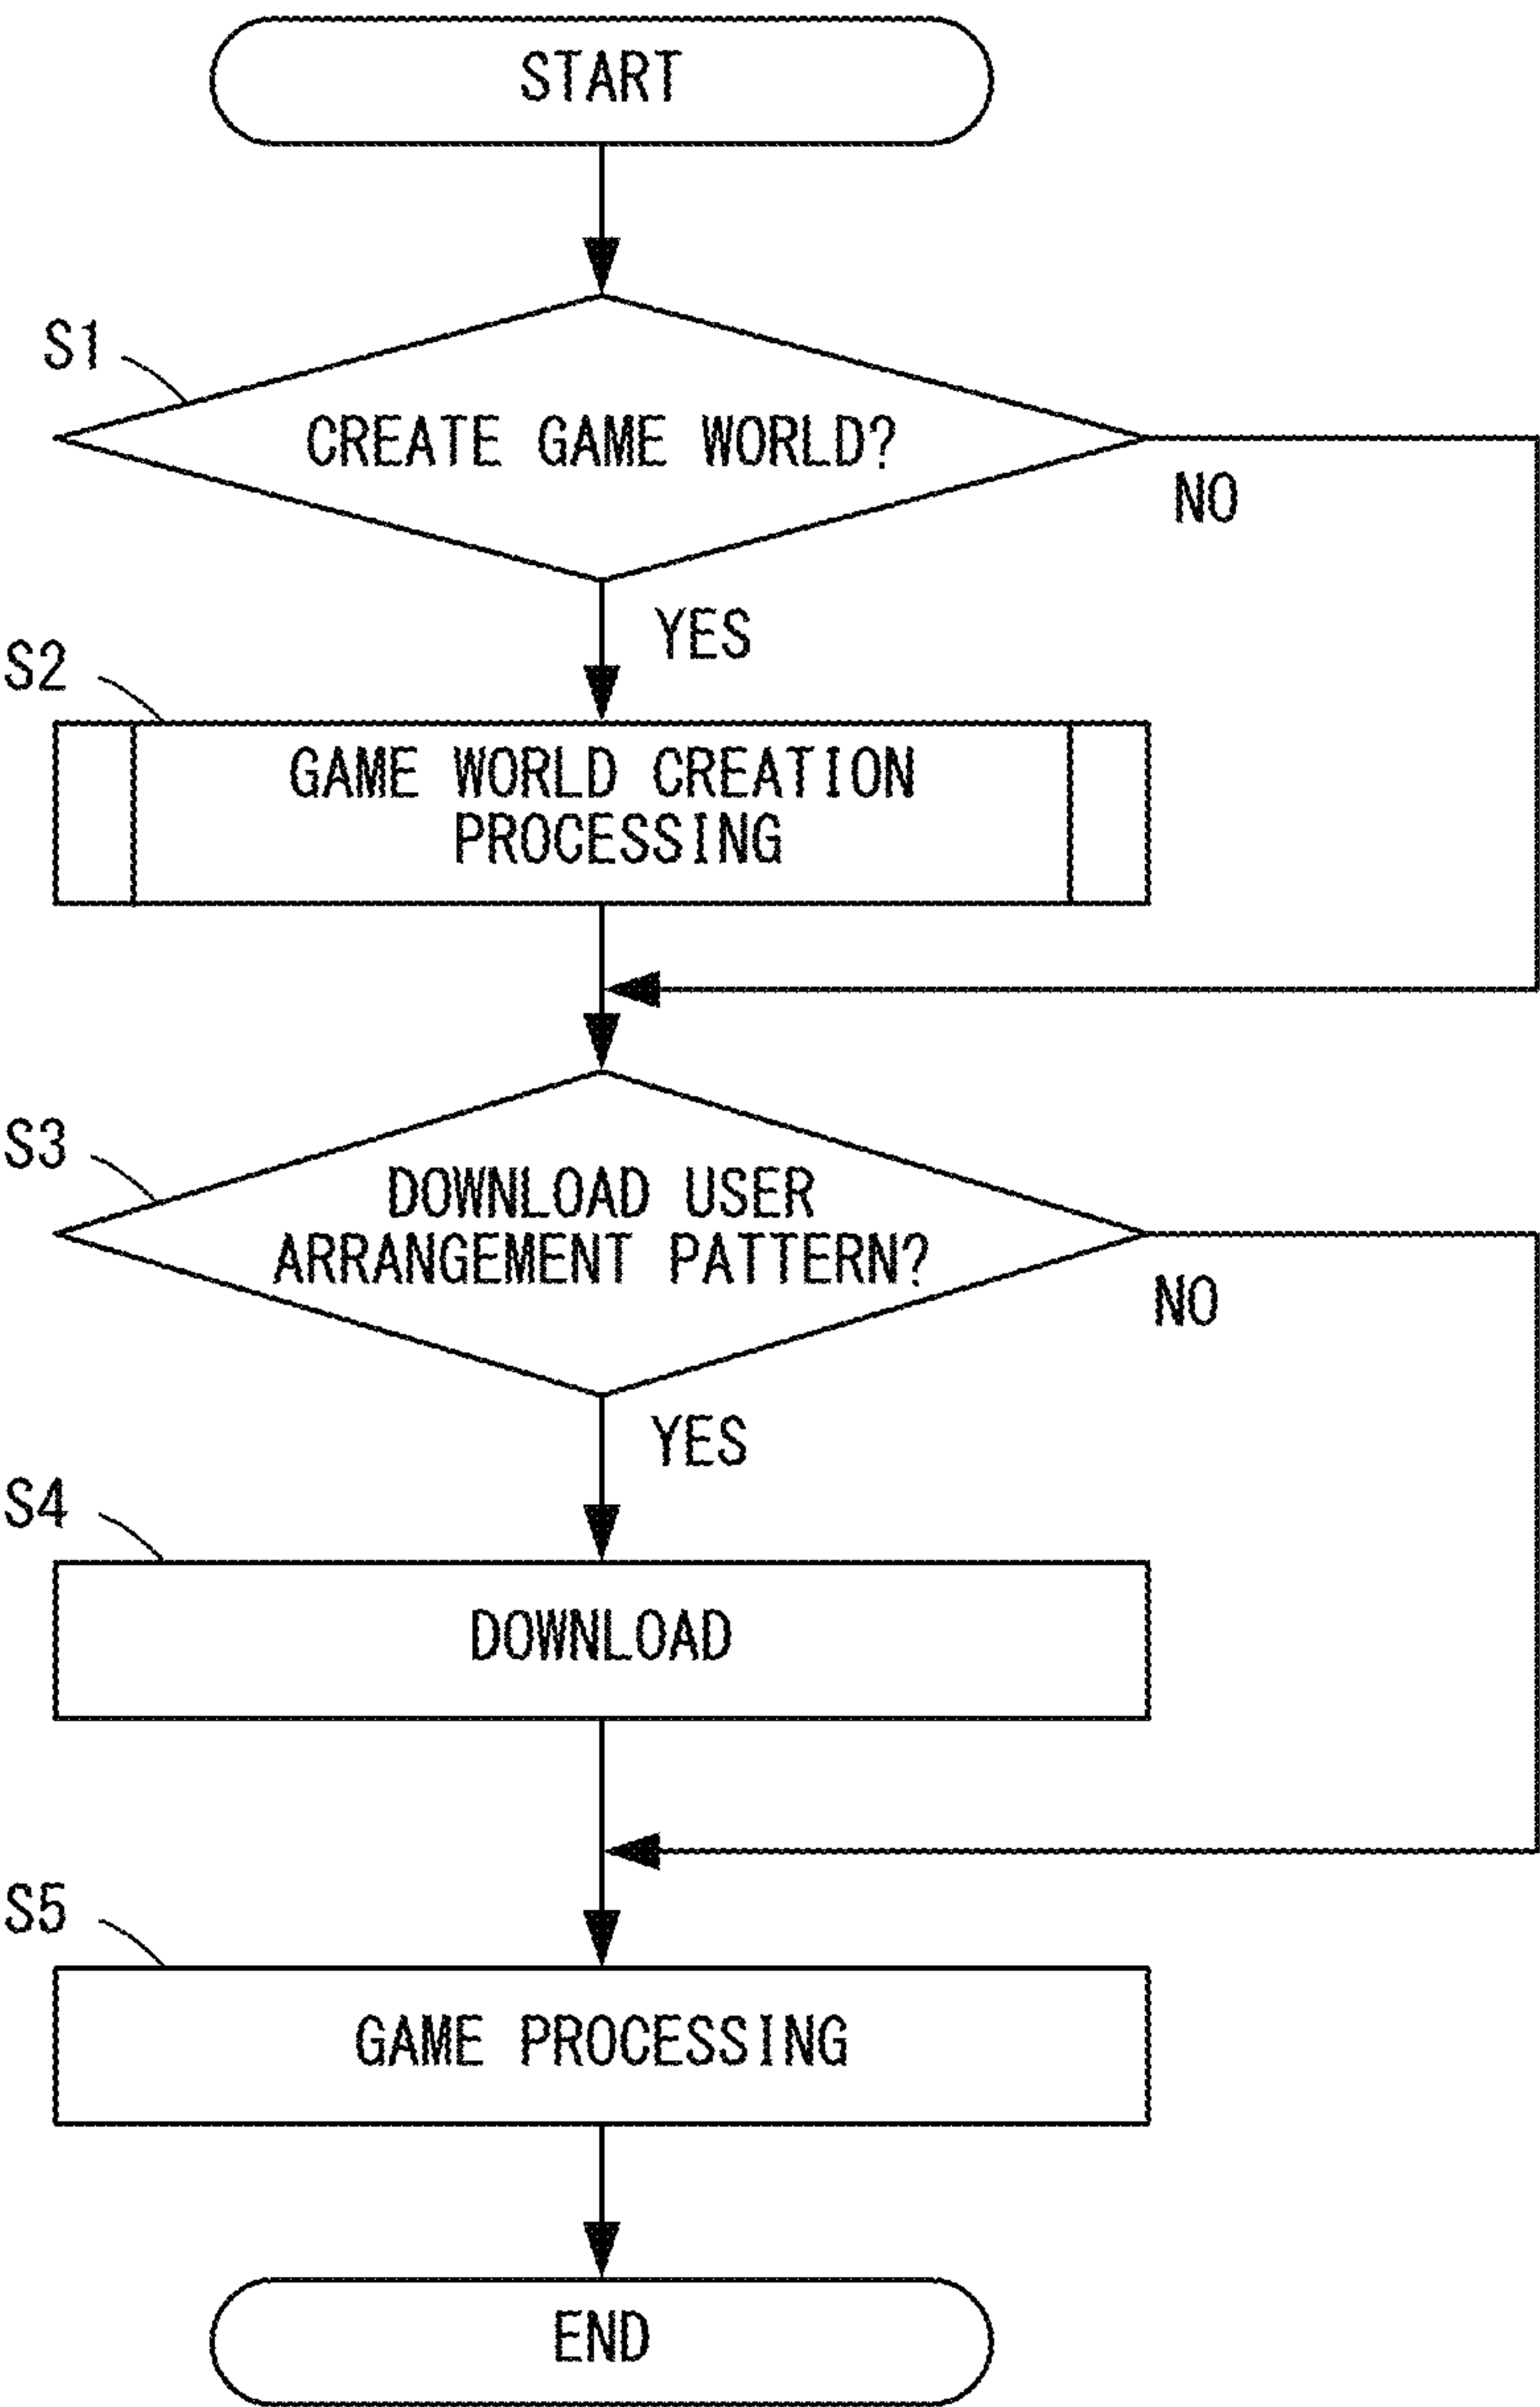 START
S1
CREATE GAME WORLD?
NO
YES
S2
GAME WORLD CREATION
PROCESSING
S3
DOWNLOAD USER
ARRANGEMENT PATTERN?
NO
YES
S4
DOWNLOAD
S5
GAME PROCESSING
END